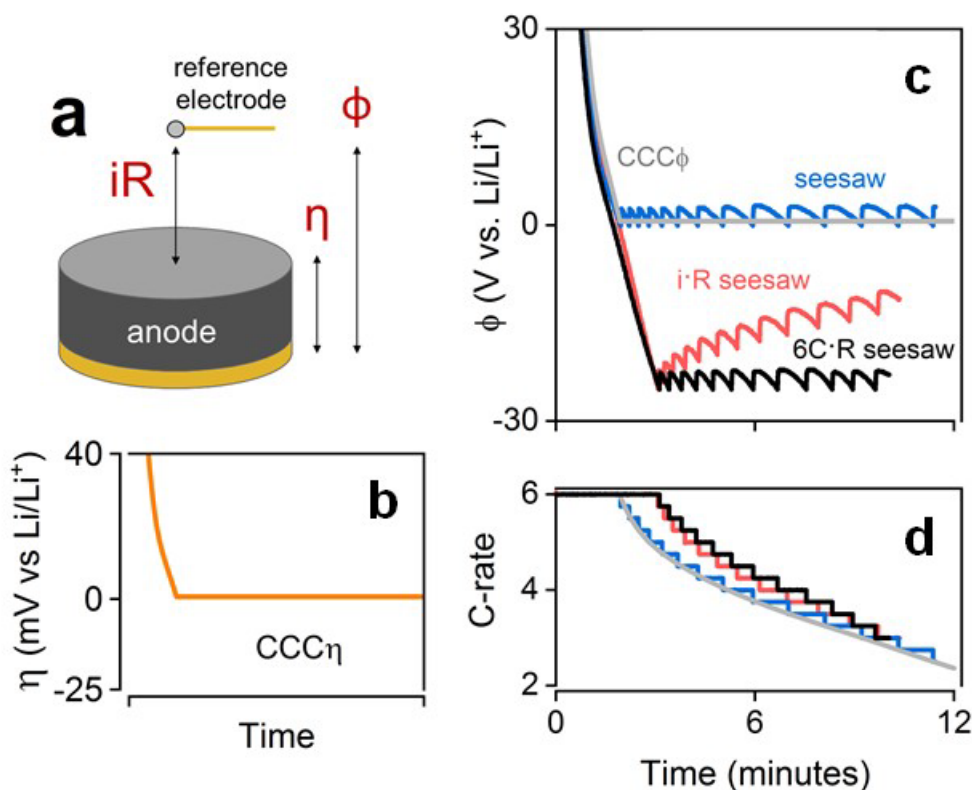 a
reference
electrode
ϕ
iR
η
anode
b
η (mV vs Li/Li⁺)
40
0
-25
CCCη
Time
c
ϕ (V vs. Li/Li⁺)
30
0
-30
CCCϕ
seesaw
i·R seesaw
6C·R seesaw
12
d
C-rate
6
4
2
0
6
12
Time (minutes)